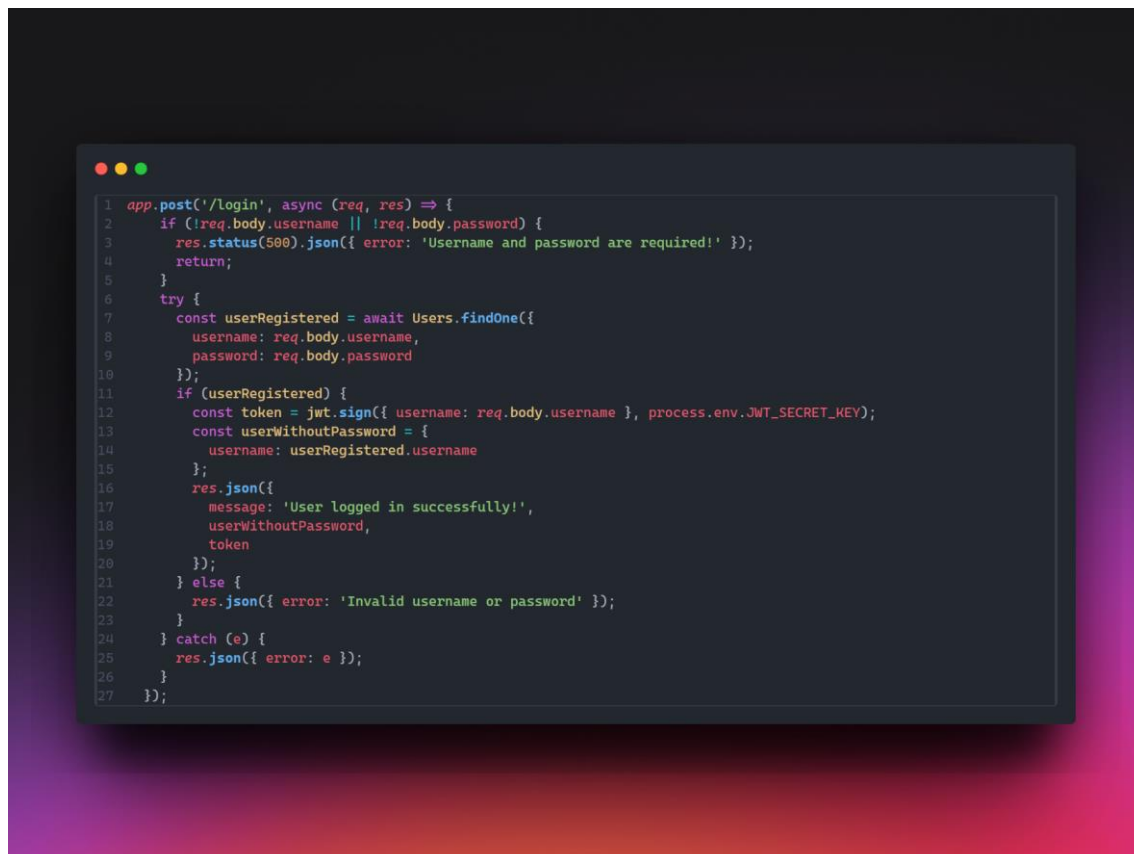 1 app.post('/login', async (req, res) => {
2 if (!req.body.username || !req.body.password) {
3 res.status(500).json({ error: 'Username and password are required!' });
4 return;
5 }
6 try {
7 const userRegistered = await Users.findOne({
8 username: req.body.username,
9 password: req.body.password
10 });
11 if (userRegistered) {
12 const token = jwt.sign({ username: req.body.username }, process.env.JWT_SECRET_KEY);
13 const userWithoutPassword = {
14 username: userRegistered.username
15 };
16 res.json({
17 message: 'User logged in successfully!',
18 userWithoutPassword,
19 token
20 });
21 } else {
22 res.json({ error: 'Invalid username or password' });
23 }
24 } catch (e) {
25 res.json({ error: e });
26 }
27 });